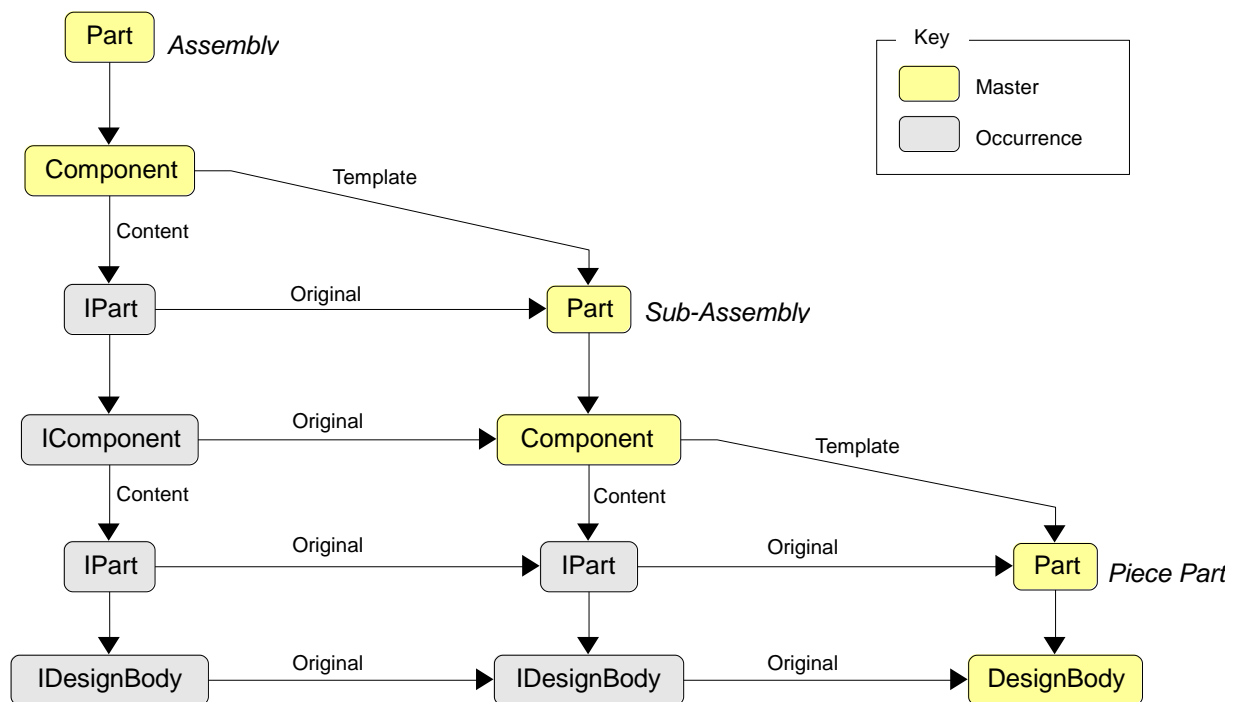 Part
Assembly
Key
Master
Occurrence
Component
Template
Content
IPart
Original
Part
Sub-Assembly
IComponent
Original
Component
Template
Content
Content
IPart
Original
IPart
Original
Part
Piece Part
IDesignBody
Original
IDesignBody
Original
DesignBody